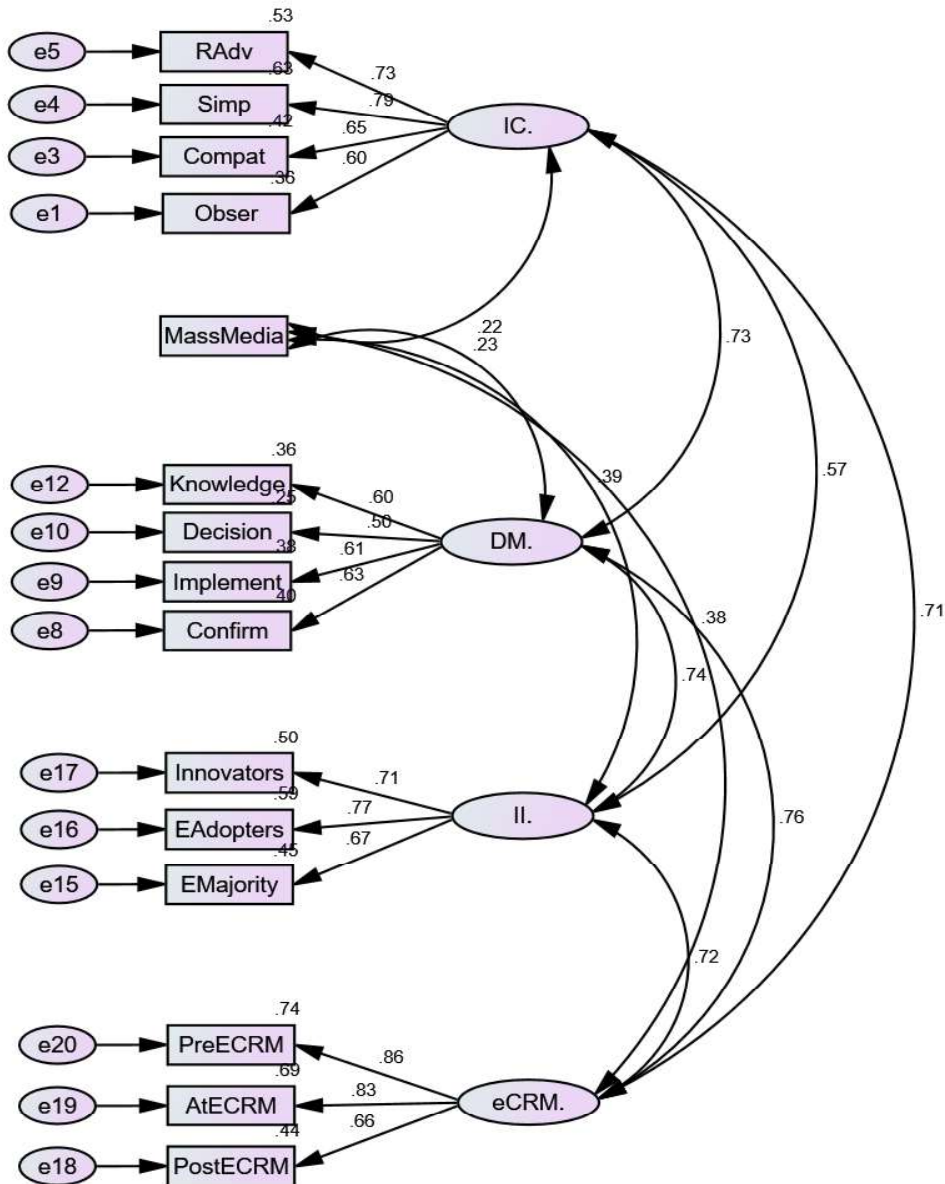 .53
e5 RAdv
.73
.63
e4 Simp
.79
IC.
.42
e3 Compat
.65
.60
.36
e1 Obser
MassMedia
.22
.23
.73
.36
e12 Knowledge
.60
.39
.57
.25
e10 Decision
.50
DM.
.38
e9 Implement
.61
.63
.40
e8 Confirm
.38
.71
.74
.50
e17 Innovators
.71
.59
e16 EAdopters
.77
II.
.76
.45
.67
e15 EMajority
.72
.74
e20 PreECRM
.86
.69
e19 AtECRM
.83
eCRM.
.44
.66
e18 PostECRM